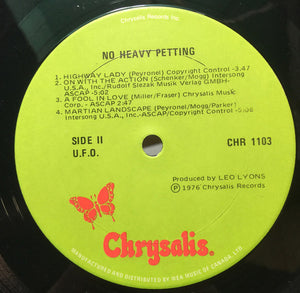 Chrysalis Records Inc.
NO HEAVY PETTING
1. HIGHWAY LADY (Peyronel) Copyright Control -3.47
2. ON WITH THE ACTION (Schenker/Mogg) Intersong
U.S.A., Inc./Rudolf Slezak Musik Verlag GMBH-
ASCAP -5:02
3. A FOOL IN LOVE (Miller/Fraser) Chrysalis Music
Corp. - ASCAP -2:47
4. MARTIAN LANDSCAPE (Peyronel/Mogg/Parker)
Intersong U.S.A., Inc.-ASCAP/Copyright Control -5:08
SIDE II
CHR 1103
U.F.O.
Produced by LEO LYONS
Ⓟ 1976 Chrysalis Records
Chrysalis.
MANUFACTURED AND DISTRIBUTED BY WEA MUSIC OF CANADA, LTD.